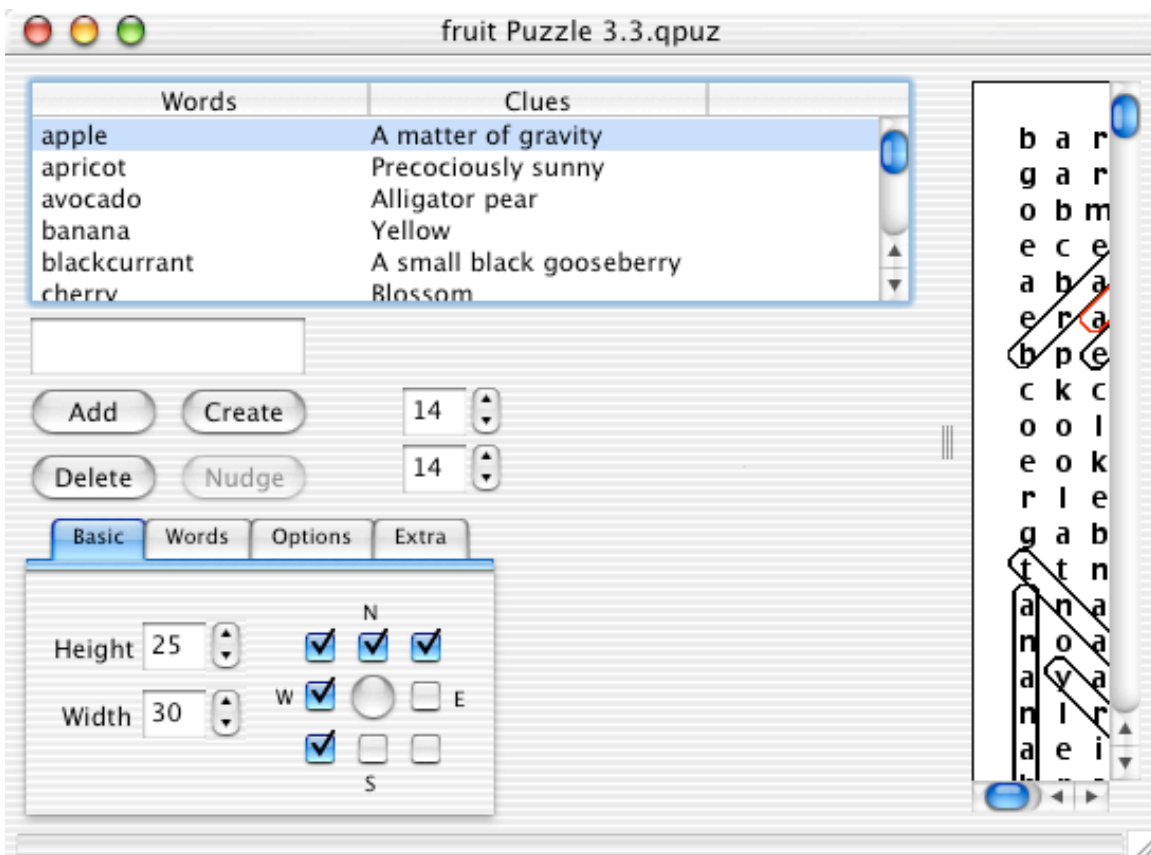 fruit Puzzle 3.3.qpuz
Words Clues
apple A matter of gravity
apricot Precociously sunny
avocado Alligator pear
banana Yellow
blackcurrant A small black gooseberry
cherry Blossom
Add Create 14
Delete Nudge 14
Basic Words Options Extra
N
Height 25
W E
Width 30
S
b a r
g a r
o b m
e c e
a b a
e r a
b p e
c k c
o o l
e o k
r l e
g a b
t t n
a n a
n o a
a y a
n l r
a e i